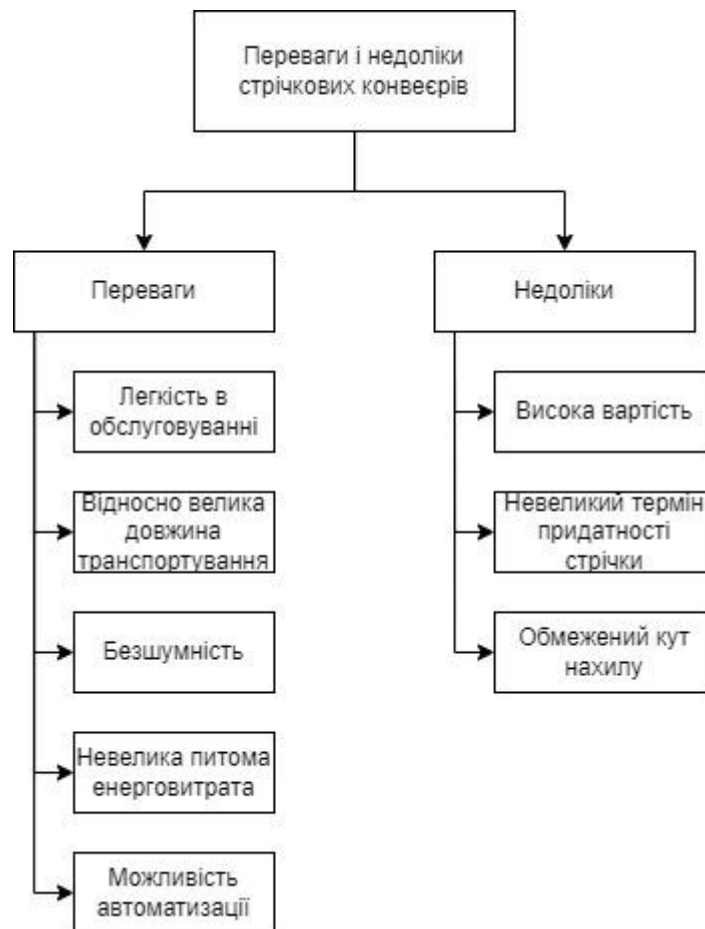 Переваги і недоліки
стрічкових конвеєрів
Переваги
Недоліки
Легкість в
обслуговуванні
Висока вартість
Відносно велика
довжина
транспортування
Невеликий термін
придатності
стрічки
Безшумність
Обмежений кут
нахилу
Невелика питома
енерговитрата
Можливість
автоматизації